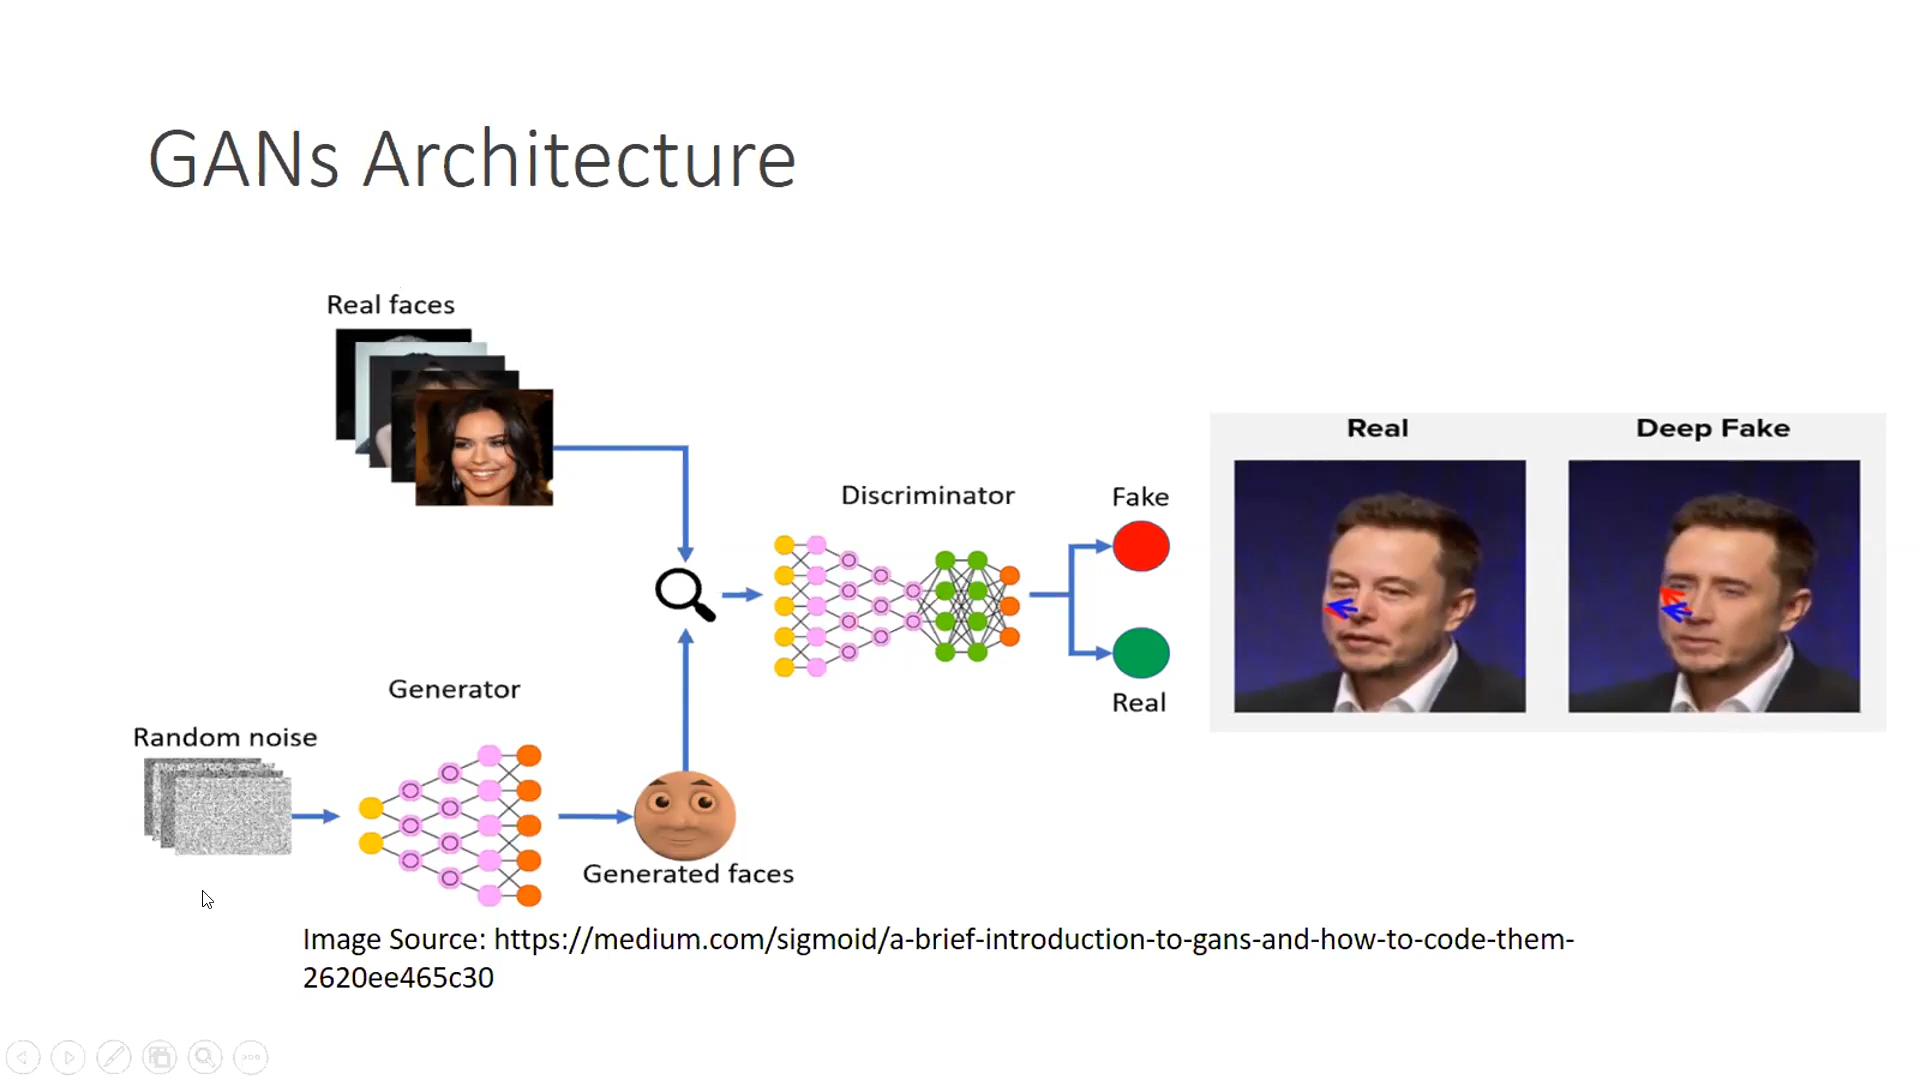 GANs Architecture
Real faces
Real
Deep Fake
Discriminator
Fake
Generator
Real
Random noise
Generated faces
Image Source: https://medium.com/sigmoid/a-brief-introduction-to-gans-and-how-to-code-them-
2620ee465c30